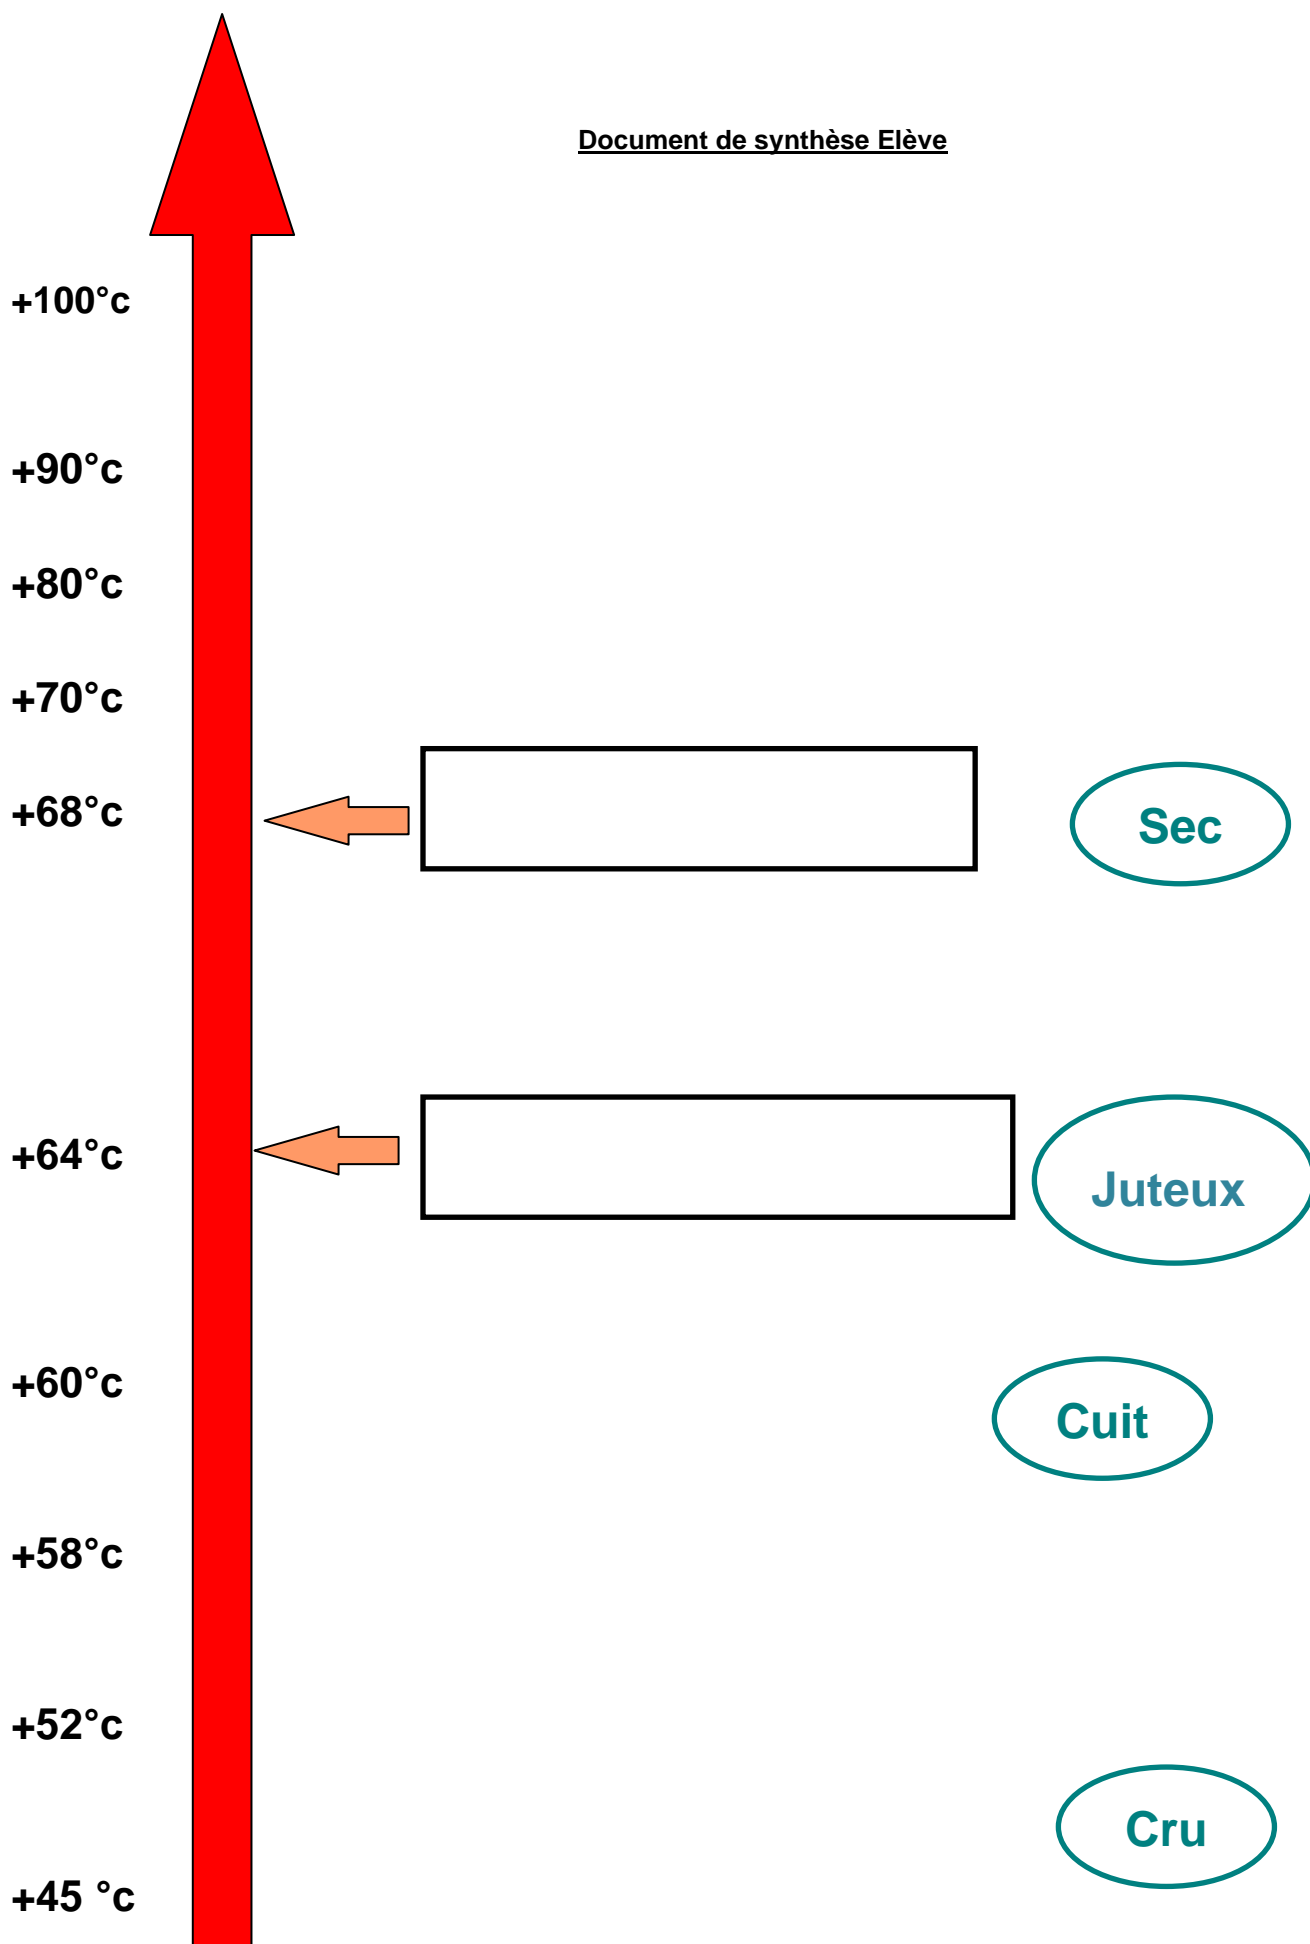 Document de synthèse Elève
+100°c
+90°c
+80°c
+70°c
+68°c
Sec
+64°c
Juteux
+60°c
Cuit
+58°c
+52°c
Cru
+45 °c